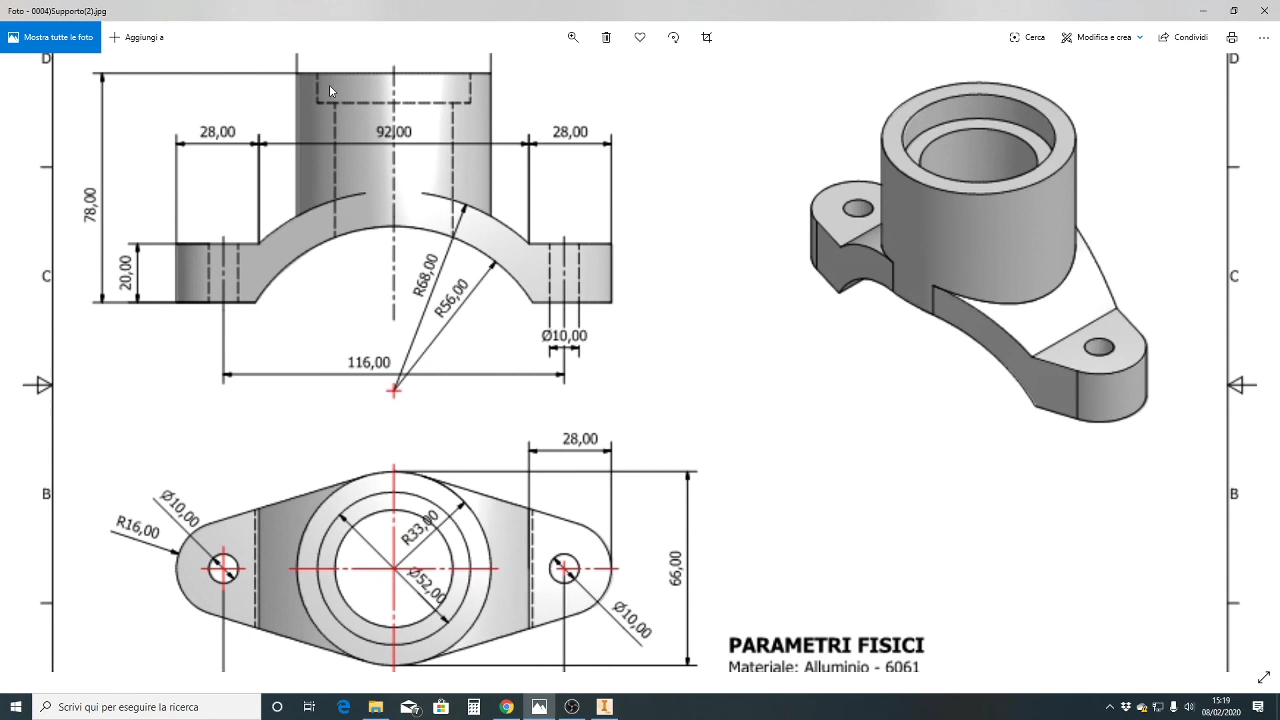 Foto - 0004)Supporto(2).jpg
Mostra tutte le foto
Aggiungi a
Cerca
Modifica e crea
Condividi
D
D
28,00
92,00
28,00
78,00
20,00
C
C
R68,00
R56,00
Ø10,00
116,00
28,00
B
B
Ø10,00
R16,00
R33,00
Ø52,00
66,00
Ø10,00
PARAMETRI FISICI
Materiale: Alluminio - 6061
Scrivi qui per eseguire la ricerca
7
15:19
08/02/2020